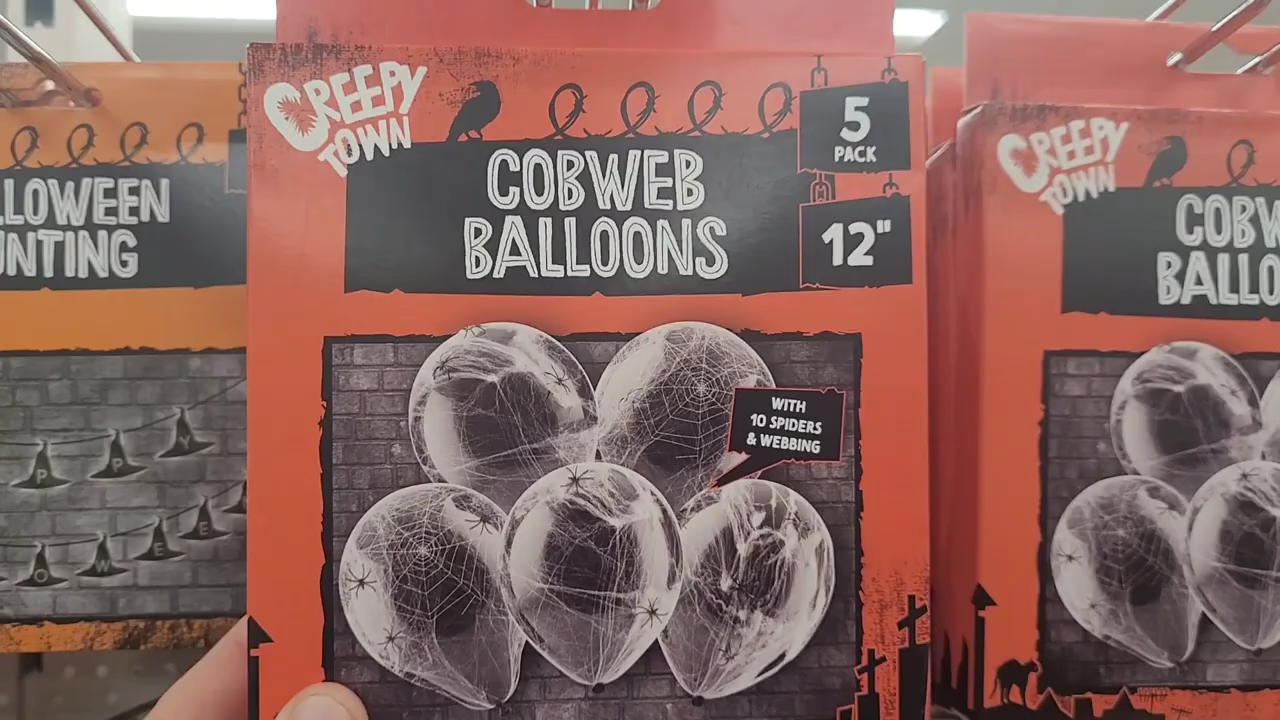 CREEPY
TOWN
COBWEB
BALLOONS
5
PACK
12"
WITH
10 SPIDERS
& WEBBING
LLOWEEN
UNTING
P P Y
O W E E
CREEPY
TOWN
COBW
BALLO